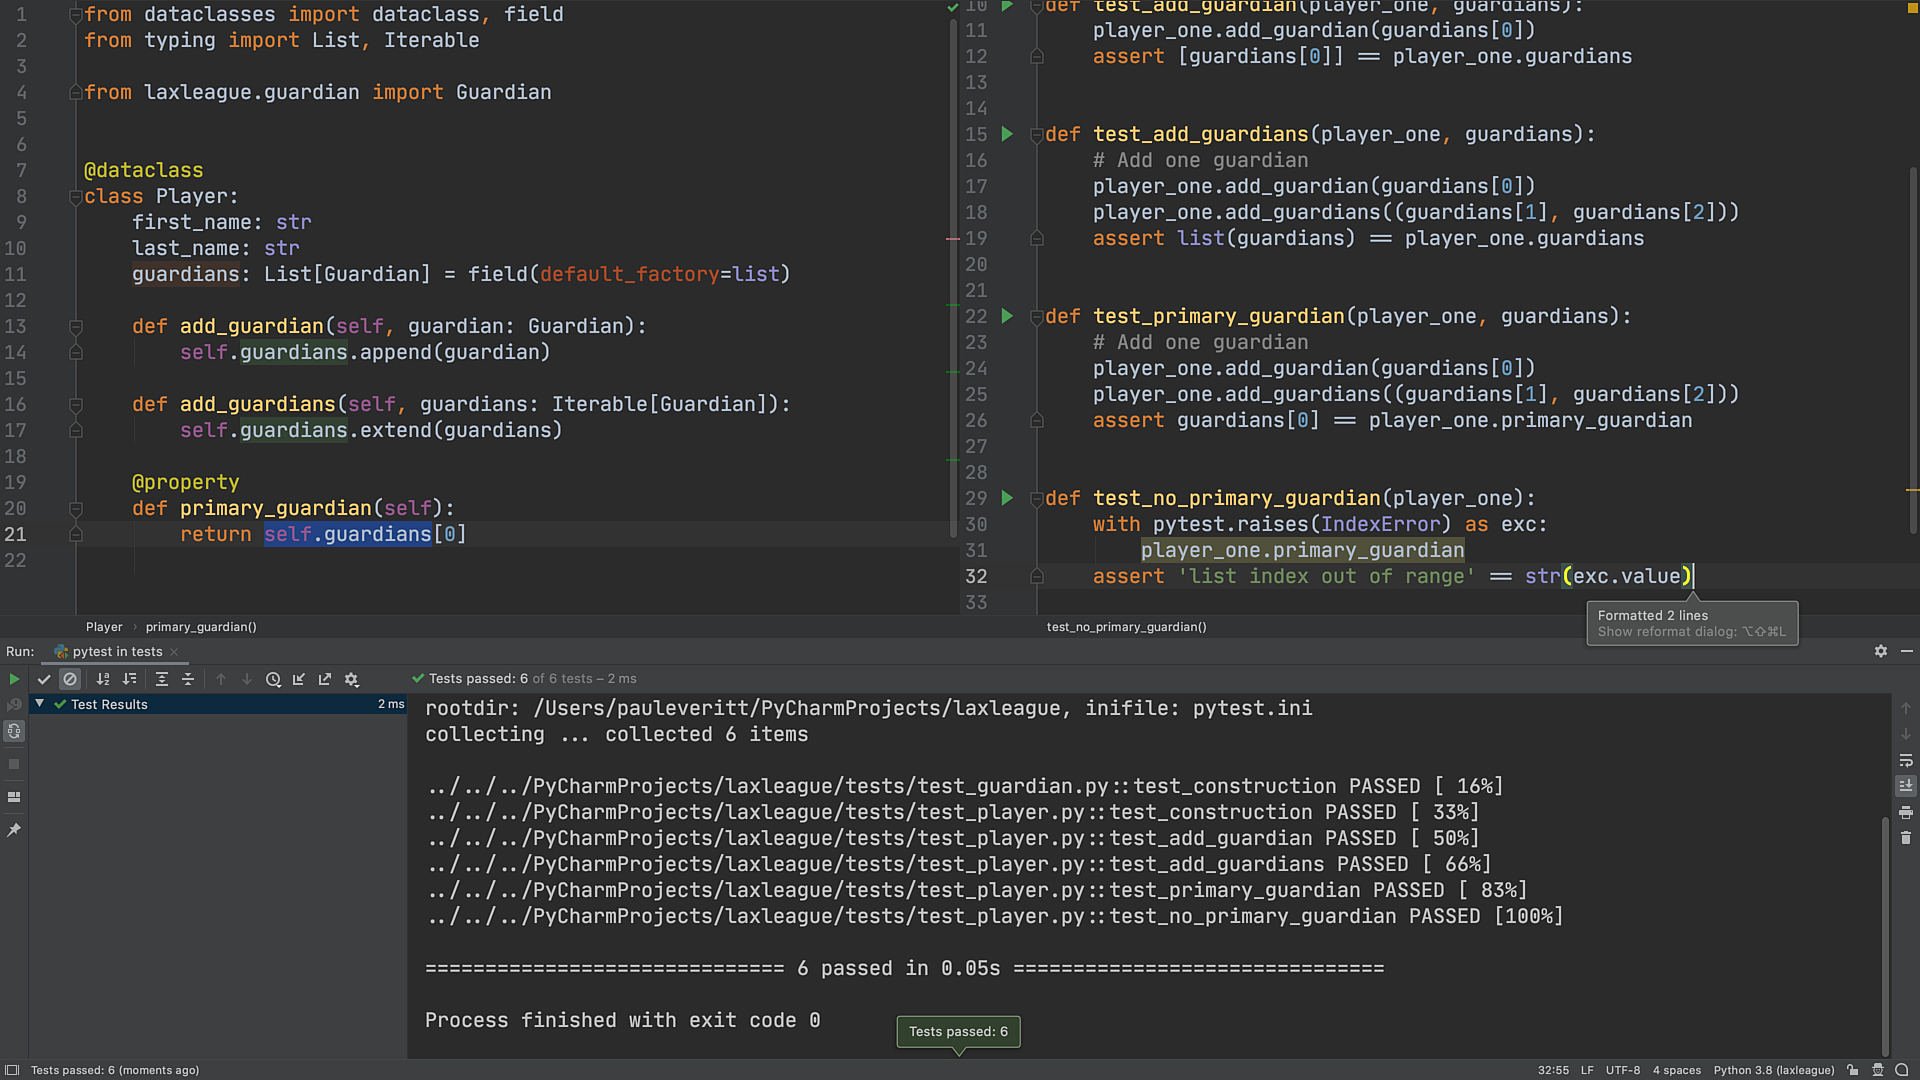 1 from dataclasses import dataclass, field
2 from typing import List, Iterable
3
4 from laxleague.guardian import Guardian
5
6
7 @dataclass
8 class Player:
9 first_name: str
10 last_name: str
11 guardians: List[Guardian] = field(default_factory=list)
12
13 def add_guardian(self, guardian: Guardian):
14 self.guardians.append(guardian)
15
16 def add_guardians(self, guardians: Iterable[Guardian]):
17 self.guardians.extend(guardians)
18
19 @property
20 def primary_guardian(self):
21 return self.guardians[0]
22
Player › primary_guardian()
10 def test_add_guardian(player_one, guardians):
11 player_one.add_guardian(guardians[0])
12 assert [guardians[0]] == player_one.guardians
13
14
15 def test_add_guardians(player_one, guardians):
16 # Add one guardian
17 player_one.add_guardian(guardians[0])
18 player_one.add_guardians((guardians[1], guardians[2]))
19 assert list(guardians) == player_one.guardians
20
21
22 def test_primary_guardian(player_one, guardians):
23 # Add one guardian
24 player_one.add_guardian(guardians[0])
25 player_one.add_guardians((guardians[1], guardians[2]))
26 assert guardians[0] == player_one.primary_guardian
27
28
29 def test_no_primary_guardian(player_one):
30 with pytest.raises(IndexError) as exc:
31 player_one.primary_guardian
32 assert 'list index out of range' == str(exc.value)
33
Formatted 2 lines
Show reformat dialog: ⌥⇧⌘L
test_no_primary_guardian()
Run: pytest in tests
Tests passed: 6 of 6 tests – 2 ms
Test Results 2 ms
rootdir: /Users/pauleveritt/PyCharmProjects/laxleague, inifile: pytest.ini
collecting ... collected 6 items
../../../PyCharmProjects/laxleague/tests/test_guardian.py::test_construction PASSED [ 16%]
../../../PyCharmProjects/laxleague/tests/test_player.py::test_construction PASSED [ 33%]
../../../PyCharmProjects/laxleague/tests/test_player.py::test_add_guardian PASSED [ 50%]
../../../PyCharmProjects/laxleague/tests/test_player.py::test_add_guardians PASSED [ 66%]
../../../PyCharmProjects/laxleague/tests/test_player.py::test_primary_guardian PASSED [ 83%]
../../../PyCharmProjects/laxleague/tests/test_player.py::test_no_primary_guardian PASSED [100%]
============================== 6 passed in 0.05s ===============================
Process finished with exit code 0
Tests passed: 6
Tests passed: 6 (moments ago)
32:55 LF UTF-8 4 spaces Python 3.8 (laxleague)